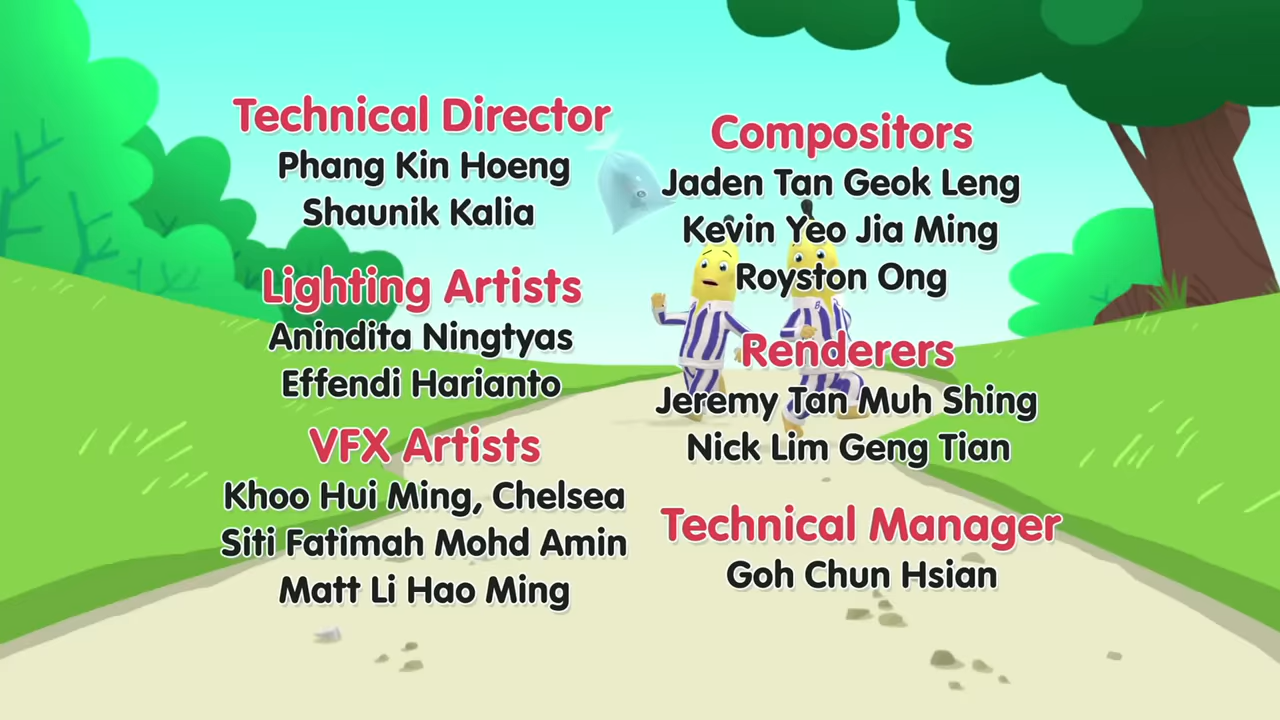 Technical Director
Phang Kin Hoeng
Shaunik Kalia
Lighting Artists
Anindita Ningtyas
Effendi Harianto
VFX Artists
Khoo Hui Ming, Chelsea
Siti Fatimah Mohd Amin
Matt Li Hao Ming
Compositors
Jaden Tan Geok Leng
Kevin Yeo Jia Ming
Royston Ong
Renderers
Jeremy Tan Muh Shing
Nick Lim Geng Tian
Technical Manager
Goh Chun Hsian